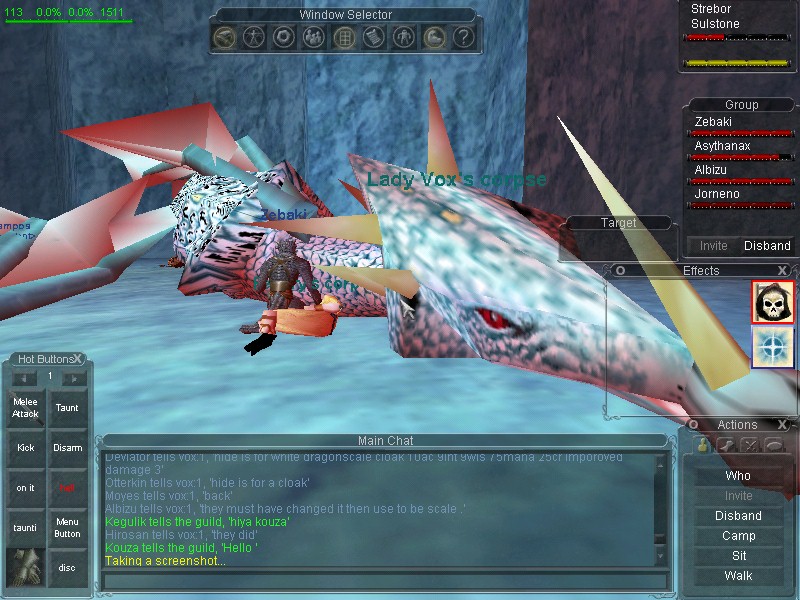 113 0.0% 0.0% 1511
Window Selector
Strebor
Sulstone
Group
Zebaki
Asythanax
Albizu
Jorneno
Invite Disband
Lady Vox's corpse
Zebaki
Target
Effects X
Hot Buttons X
1
Melee Attack
Taunt
Kick
Disarm
on it
taunti
Menu Button
disc
Main Chat
Deviator tells vox:1, 'hide is for white dragonscale cloak 10ac 9int 9wis 75mana 25cr imporoved
damage 3'
Otterkin tells vox:1, 'hide is for a cloak'
Moyes tells vox:1, 'back'
Albizu tells vox:1, 'they must have changed it then use to be scale .'
Kegulik tells the guild, 'hiya kouza'
Hirosan tells vox:1, 'they did'
Kouza tells the guild, 'Hello '
Taking a screenshot...
Actions X
Who
Invite
Disband
Camp
Sit
Walk